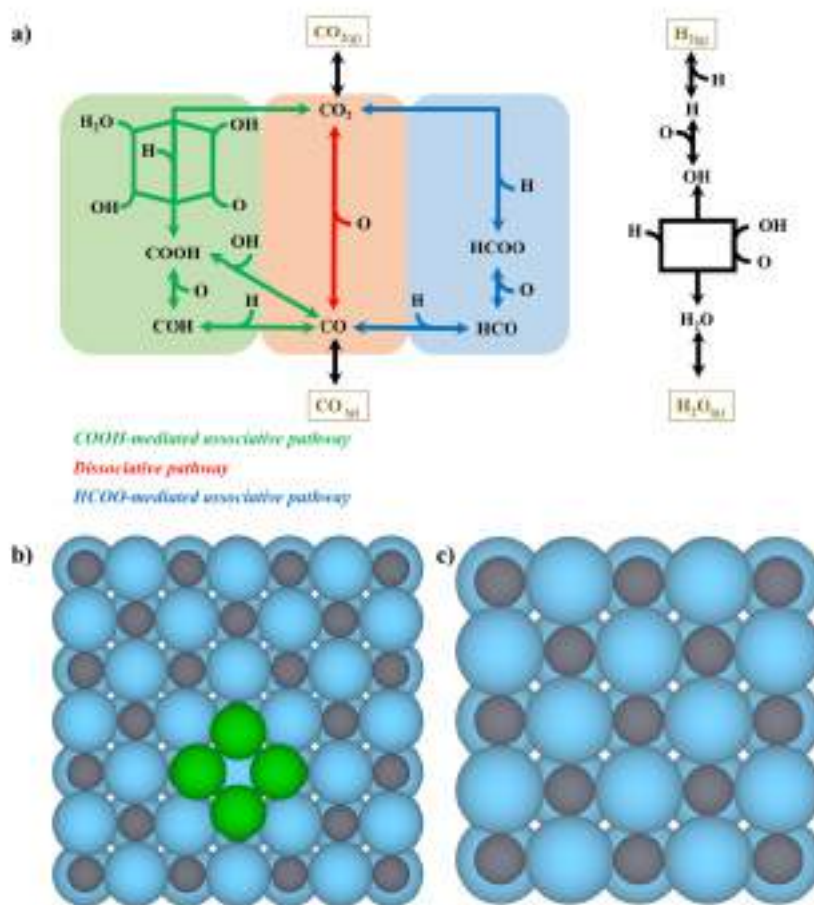 a)
CO2(g)
H2(g)
CO2
H
H2O
OH
H
O
OH
H
OH
O
H
OH
COOH
OH
O
HCOO
H
OH
O
O
H
H
O
COH
CO
HCO
H2O
CO(g)
H2O(g)
COOH-mediated associative pathway
Dissociative pathway
HCOO-mediated associative pathway
b)
c)